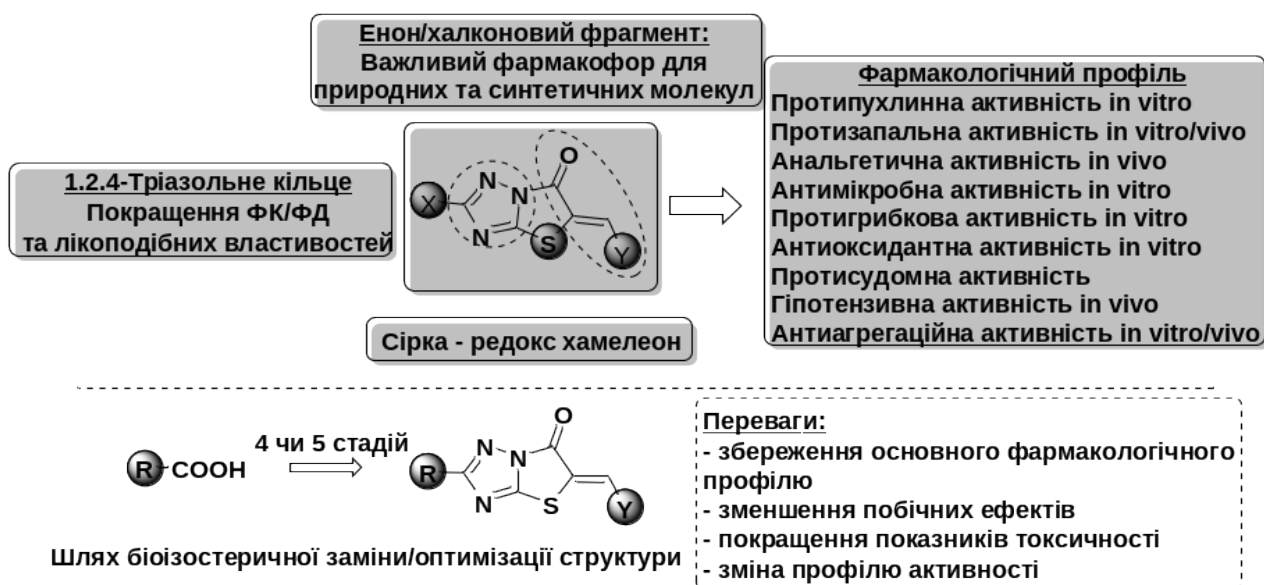 Енон/халконовий фрагмент:
Важливий фармакофор для
природних та синтетичних молекул
1.2.4-Тріазольне кільце
Покращення ФК/ФД
та лікоподібних властивостей
O
N
N
X
N
S
Y
Сірка - редокс хамелеон
Фармакологічний профіль
Протипухлинна активність in vitro
Протизапальна активність in vitro/vivo
Анальгетична активність in vivo
Антимікробна активність in vitro
Протигрибкова активність in vitro
Антиоксидантна активність in vitro
Протисудомна активність
Гіпотензивна активність in vivo
Антиагрегаційна активність in vitro/vivo
R COOH
4 чи 5 стадій
O
N
N
R
N
S
Y
Шлях біоізостеричної заміни/оптимізації структури
Переваги:
- збереження основного фармакологічного
профілю
- зменшення побічних ефектів
- покращення показників токсичності
- зміна профілю активності